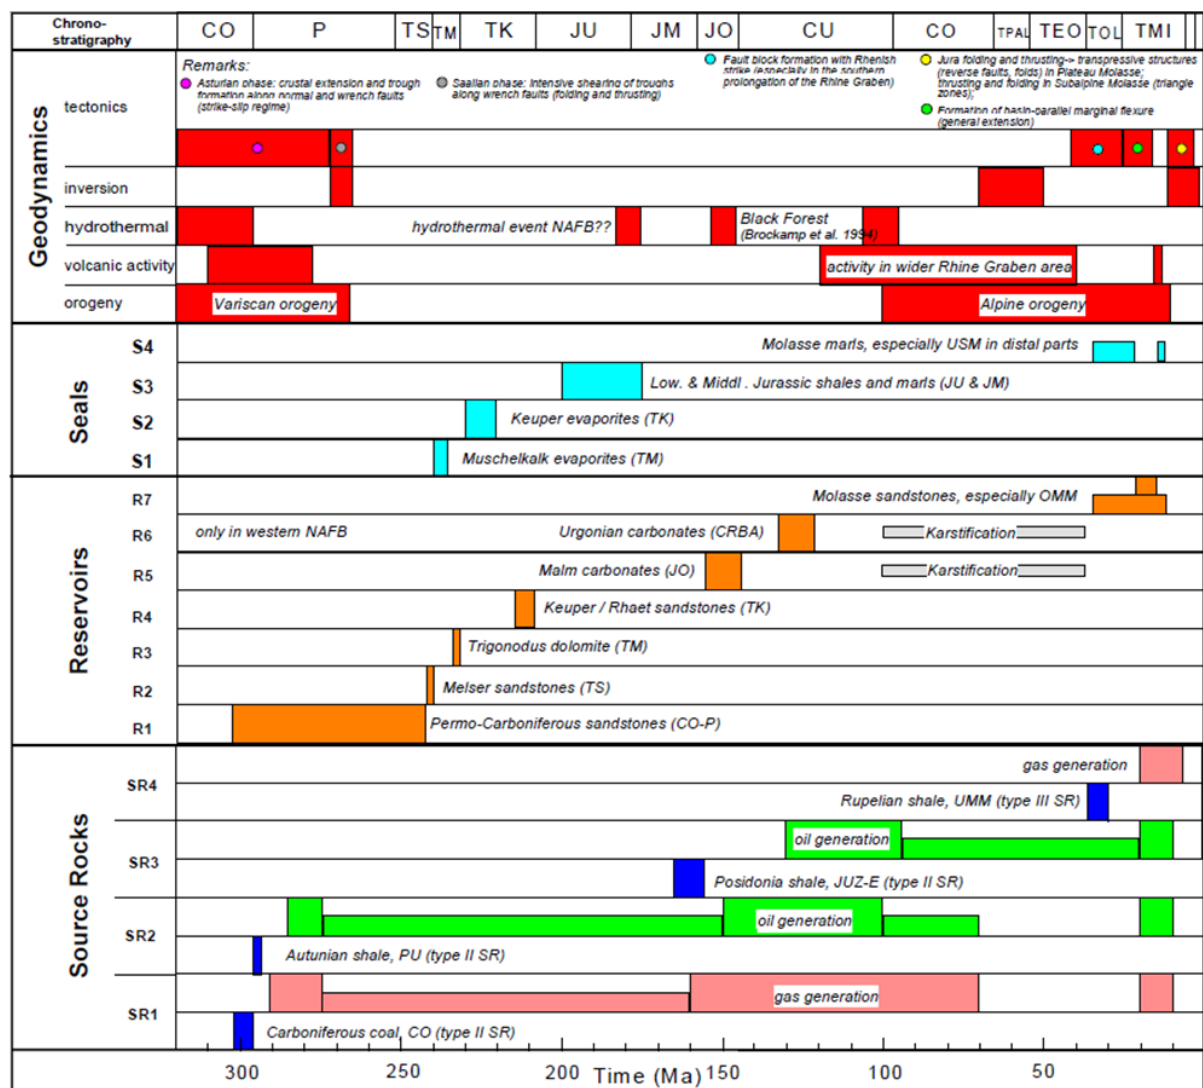 Chrono-
stratigraphy
CO P TS TM TK JU JM JO CU CO TPAL TEO TOL TMI
Geodynamics
tectonics
Remarks:
Asturian phase: crustal extension and trough
formation along normal and wrench faults
(strike-slip regime)
Saalian phase: intensive shearing of troughs
along wrench faults (folding and thrusting)
Fault block formation with Rhenish
strike (especially in the southern
prolongation of the Rhine Graben)
Jura folding and thrusting-> transpressive structures
(reverse faults, folds) in Plateau Molasse;
thrusting and folding in Subalpine Molasse (triangle
zones);
Formation of basin-parallel marginal flexure
(general extension)
inversion
hydrothermal
hydrothermal event NAFB??
Black Forest
(Brockamp et al. 1994)
volcanic activity
activity in wider Rhine Graben area
orogeny
Variscan orogeny
Alpine orogeny
Seals
S4
Molasse marls, especially USM in distal parts
S3
Low. & Middl . Jurassic shales and marls (JU & JM)
S2
Keuper evaporites (TK)
S1
Muschelkalk evaporites (TM)
Reservoirs
R7
Molasse sandstones, especially OMM
R6
only in western NAFB
Urgonian carbonates (CRBA)
Karstification
R5
Malm carbonates (JO)
Karstification
R4
Keuper / Rhaet sandstones (TK)
R3
Trigonodus dolomite (TM)
R2
Melser sandstones (TS)
R1
Permo-Carboniferous sandstones (CO-P)
Source Rocks
SR4
gas generation
Rupelian shale, UMM (type III SR)
SR3
oil generation
Posidonia shale, JUZ-E (type II SR)
SR2
oil generation
Autunian shale, PU (type II SR)
SR1
gas generation
Carboniferous coal, CO (type II SR)
300 250 200 Time (Ma) 150 100 50